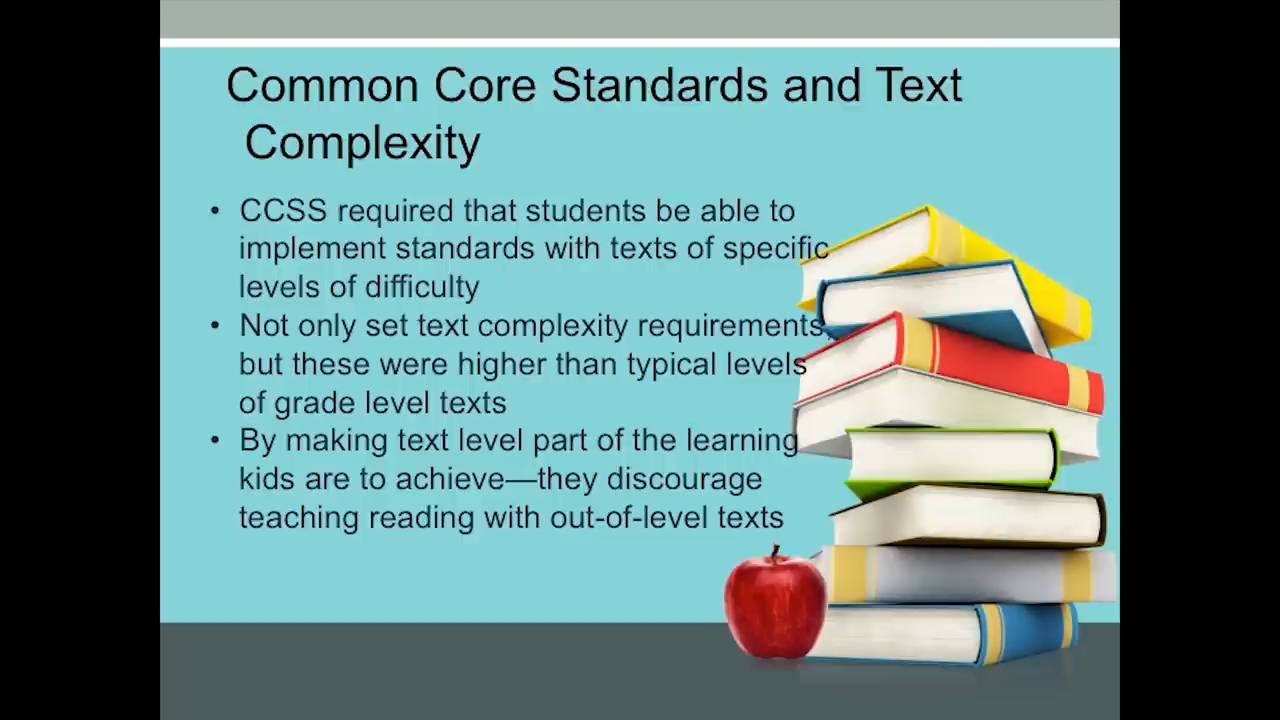 Common Core Standards and Text
Complexity
• CCSS required that students be able to
implement standards with texts of specific
levels of difficulty
• Not only set text complexity requirements,
but these were higher than typical levels
of grade level texts
• By making text level part of the learning
kids are to achieve—they discourage
teaching reading with out-of-level texts